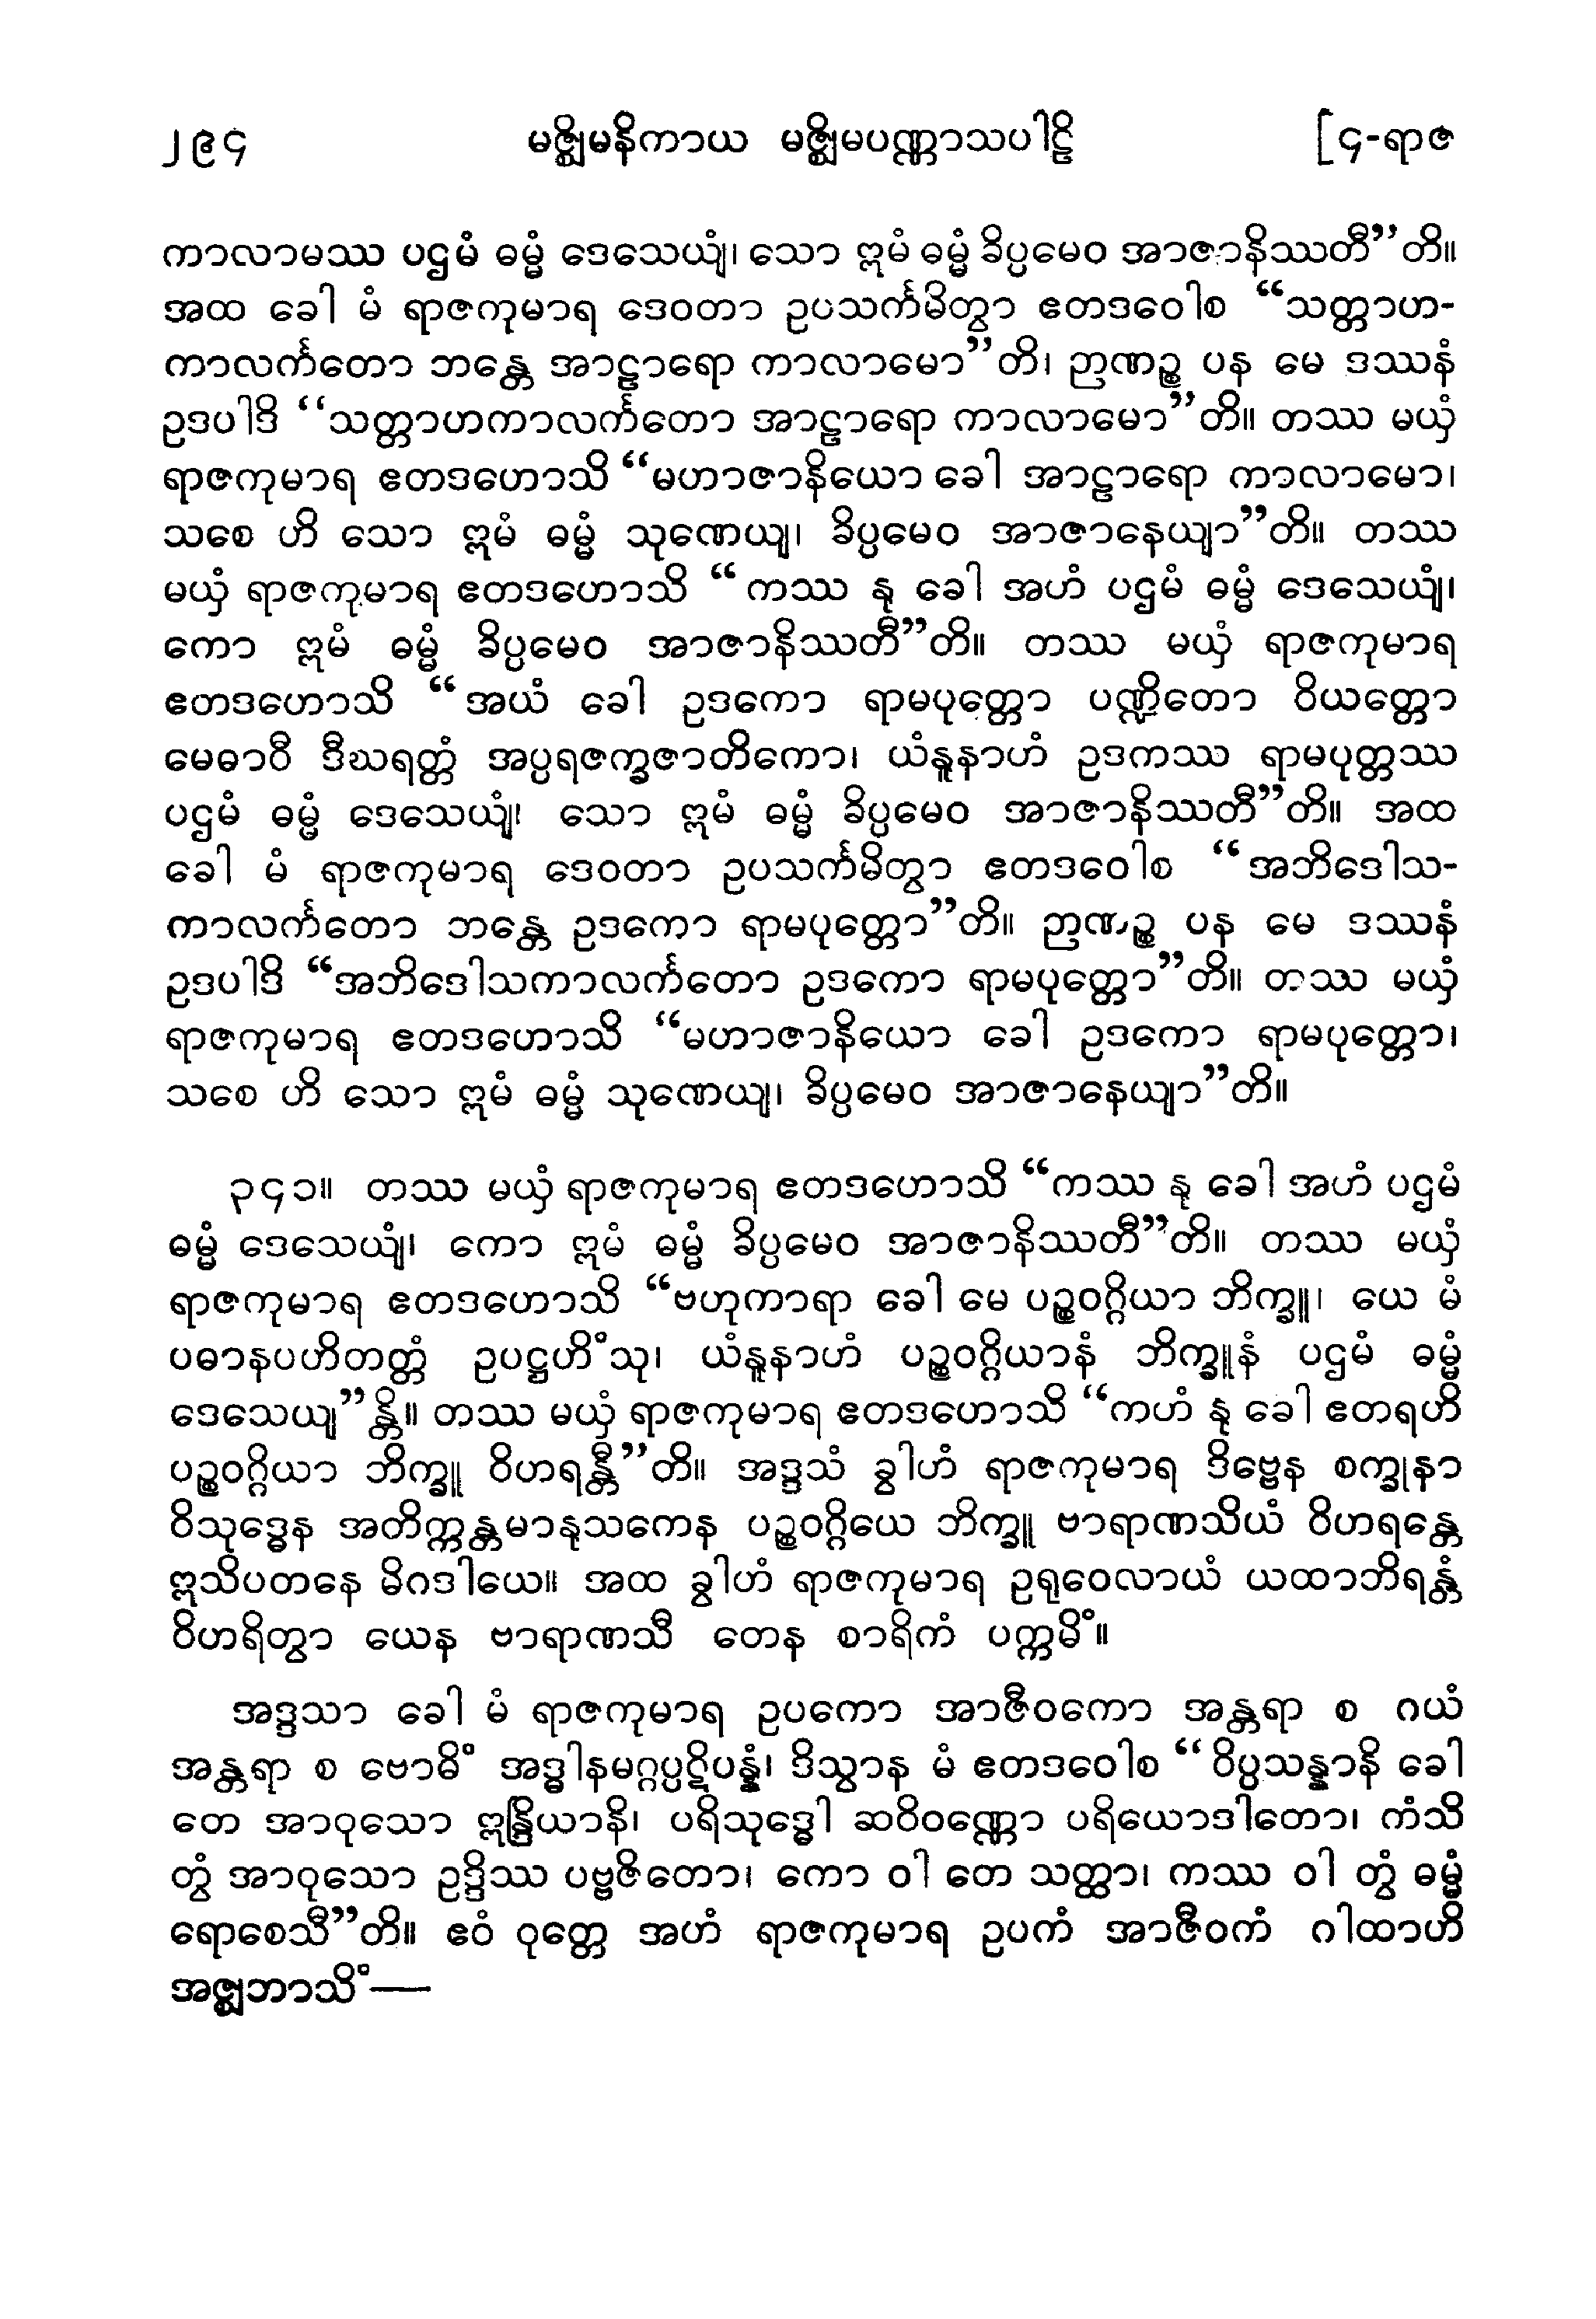 ၂၉၄ မဇ္ဈိမနိကာယ မဇ္ဈိမပဏ္ဏာသပါဠိ [၄-ရာဇ
ကာလာမဿ ပဌမံ ဓမ္မံ ဒေသေယျံ၊ သော ဣမံ ဓမ္မံ ခိပ္ပမေဝ အာဇာနိဿတီ”တိ။
အထ ခေါ မံ ရာဇကုမာရ ဒေဝတာ ဥပသင်္ကမိတွာ ဧတဒဝေါစ “သတ္တာဟ-
ကာလင်္ကတော ဘန္တေ အာဠာရော ကာလာမော”တိ၊ ဉာဏဉ္စ ပန မေ ဒဿနံ
ဥဒပါဒိ “သတ္တာဟကာလင်္ကတော အာဠာရော ကာလာမော”တိ။ တဿ မယှံ
ရာဇကုမာရ ဧတဒဟောသိ “မဟာဇာနိယော ခေါ အာဠာရော ကာလာမော၊
သစေ ဟိ သော ဣမံ ဓမ္မံ သုဏေယျ၊ ခိပ္ပမေဝ အာဇာနေယျာ”တိ။ တဿ
မယှံ ရာဇကုမာရ ဧတဒဟောသိ “ကဿ နု ခေါ အဟံ ပဌမံ ဓမ္မံ ဒေသေယျံ၊
ကော ဣမံ ဓမ္မံ ခိပ္ပမေဝ အာဇာနိဿတီ”တိ။ တဿ မယှံ ရာဇကုမာရ
ဧတဒဟောသိ “အယံ ခေါ ဥဒကော ရာမပုတ္တော ပဏ္ဍိတော ဝိယတ္တော
မေဓာဝီ ဒီဃရတ္တံ အပ္ပရဇက္ခဇာတိကော၊ ယံနူနာဟံ ဥဒကဿ ရာမပုတ္တဿ
ပဌမံ ဓမ္မံ ဒေသေယျံ၊ သော ဣမံ ဓမ္မံ ခိပ္ပမေဝ အာဇာနိဿတီ”တိ။ အထ
ခေါ မံ ရာဇကုမာရ ဒေဝတာ ဥပသင်္ကမိတွာ ဧတဒဝေါစ “အဘိဒေါသ-
ကာလင်္ကတော ဘန္တေ ဥဒကော ရာမပုတ္တော”တိ။ ဉာဏဉ္စ ပန မေ ဒဿနံ
ဥဒပါဒိ “အဘိဒေါသကာလင်္ကတော ဥဒကော ရာမပုတ္တော”တိ။ တဿ မယှံ
ရာဇကုမာရ ဧတဒဟောသိ “မဟာဇာနိယော ခေါ ဥဒကော ရာမပုတ္တော၊
သစေ ဟိ သော ဣမံ ဓမ္မံ သုဏေယျ၊ ခိပ္ပမေဝ အာဇာနေယျာ”တိ။
၃၄၁။ တဿ မယှံ ရာဇကုမာရ ဧတဒဟောသိ “ကဿ နု ခေါ အဟံ ပဌမံ
ဓမ္မံ ဒေသေယျံ၊ ကော ဣမံ ဓမ္မံ ခိပ္ပမေဝ အာဇာနိဿတီ”တိ။ တဿ မယှံ
ရာဇကုမာရ ဧတဒဟောသိ “ဗဟုကာရာ ခေါ မေ ပဉ္စဝဂ္ဂိယာ ဘိက္ခူ၊ ယေ မံ
ပဓာနပဟိတတ္တံ ဥပဋ္ဌဟိံသု၊ ယံနူနာဟံ ပဉ္စဝဂ္ဂိယာနံ ဘိက္ခူနံ ပဌမံ ဓမ္မံ
ဒေသေယျ”န္တိ။ တဿ မယှံ ရာဇကုမာရ ဧတဒဟောသိ “ကဟံ နု ခေါ ဧတရဟိ
ပဉ္စဝဂ္ဂိယာ ဘိက္ခူ ဝိဟရန္တီ”တိ။ အဒ္ဒသံ ခွါဟံ ရာဇကုမာရ ဒိဗ္ဗေန စက္ခုနာ
ဝိသုဒ္ဓေန အတိက္ကန္တမာနုသကေန ပဉ္စဝဂ္ဂိယေ ဘိက္ခူ ဗာရာဏသိယံ ဝိဟရန္တေ
ဣသိပတနေ မိဂဒါယေ။ အထ ခွါဟံ ရာဇကုမာရ ဥရုဝေလာယံ ယထာဘိရန္တံ
ဝိဟရိတွာ ယေန ဗာရာဏသီ တေန စာရိကံ ပက္ကမိံ။
အဒ္ဒသာ ခေါ မံ ရာဇကုမာရ ဥပကော အာဇီဝကော အန္တရာ စ ဂယံ
အန္တရာ စ ဗောဓိံ အဒ္ဓါနမဂ္ဂပ္ပဋိပန္နံ၊ ဒိသွာန မံ ဧတဒဝေါစ “ဝိပ္ပသန္နာနိ ခေါ
တေ အာဝုသော ဣန္ဒြိယာနိ၊ ပရိသုဒ္ဓေါ ဆဝိဝဏ္ဏော ပရိယောဒါတော၊ ကံသိ
တွံ အာဝုသော ဥဒ္ဒိဿ ပဗ္ဗဇိတော၊ ကော ဝါ တေ သတ္ထာ၊ ကဿ ဝါ တွံ ဓမ္မံ
ရောစေသီ”တိ။ ဧဝံ ဝုတ္တေ အဟံ ရာဇကုမာရ ဥပကံ အာဇီဝကံ ဂါထာဟိ
အဇ္ဈဘာသိံ—